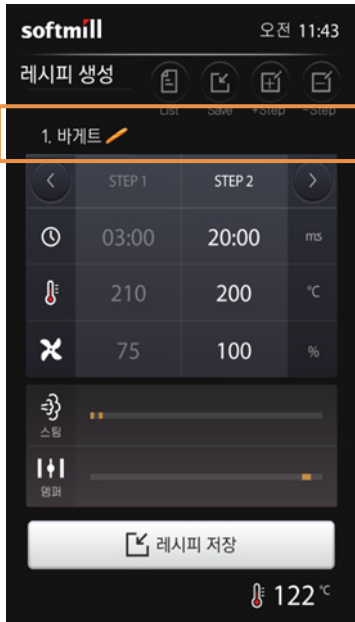 softmill 오전 11:43
레시피 생성
List Save +Step -Step
1. 바게트
STEP 1 STEP 2
03:00 20:00 ms
210 200 °C
75 100 %
스팀
댐퍼
레시피 저장
122 °C